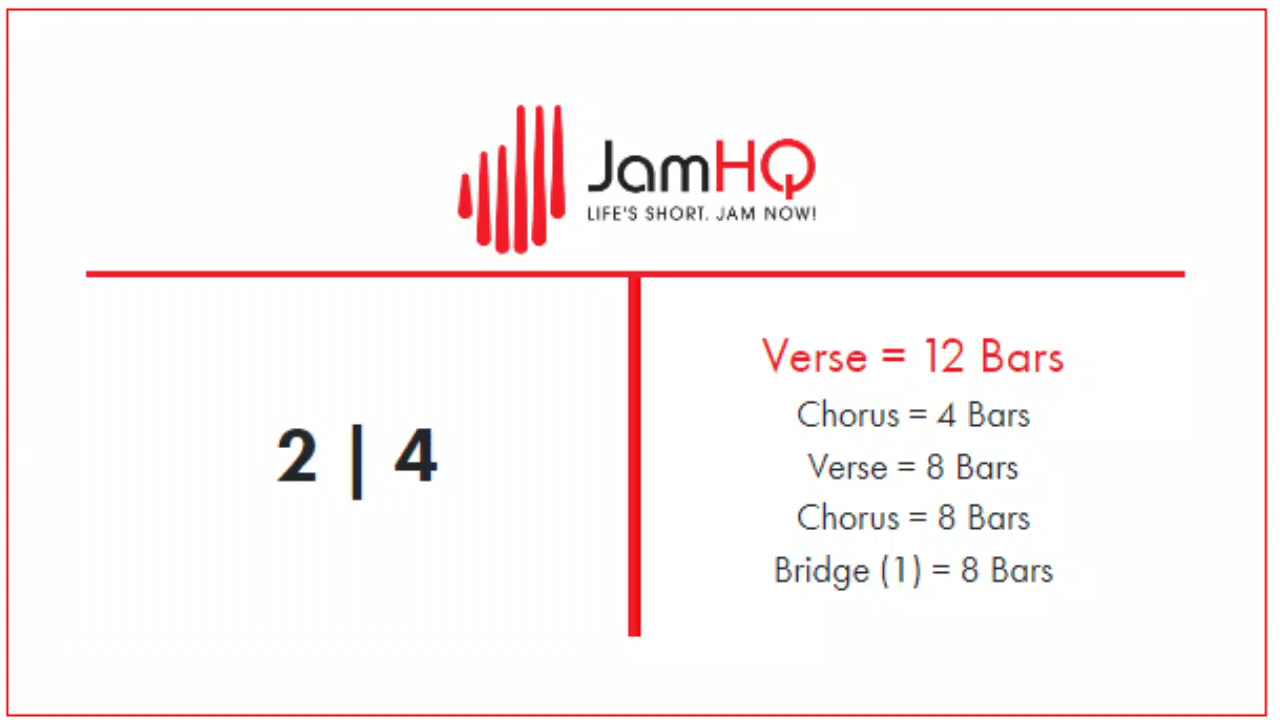 JamHQ
LIFE'S SHORT. JAM NOW!
2 | 4
Verse = 12 Bars
Chorus = 4 Bars
Verse = 8 Bars
Chorus = 8 Bars
Bridge (1) = 8 Bars